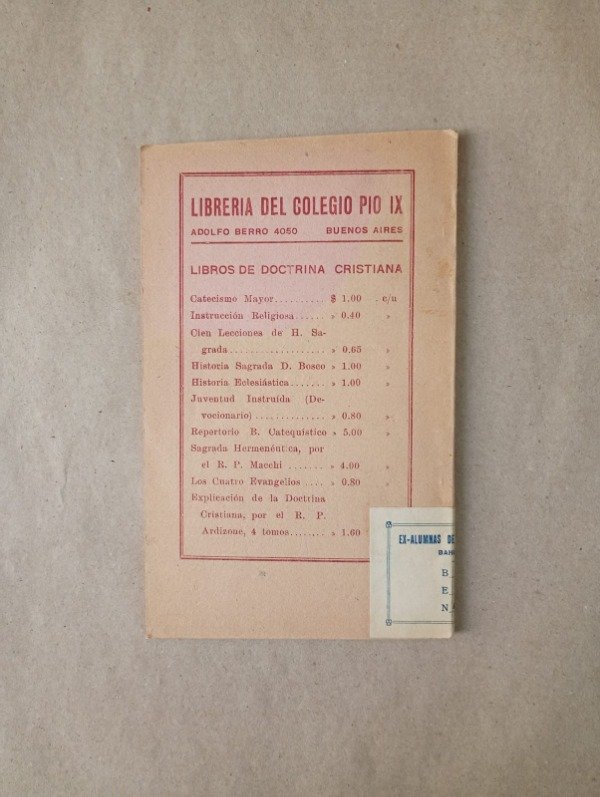 LIBRERIA DEL COLEGIO PIO IX
ADOLFO BERRO 4050 BUENOS AIRES
LIBROS DE DOCTRINA CRISTIANA
Catecismo Mayor.......... $ 1.00 . c/u
Instrucción Religiosa...... » 0.40 »
Cien Lecciones de H. Sa-
grada................... » 0.65 »
Historia Sagrada D. Bosco » 1.00 »
Historia Eclesiástica....... » 1.00 »
Juventud Instruída (De-
vocionario) ............. » 0.80 »
Repertorio B. Catequístico » 5.00 »
Sagrada Hermenéutica, por
el R. P. Macchi ....... » 4.00 »
Los Cuatro Evangelios .... » 0.80 »
Explicación de la Doctrina
Cristiana, por el R. P.
Ardizone, 4 tomos........ » 1.60
EX-ALUMNAS DE
BAH
B
E
N